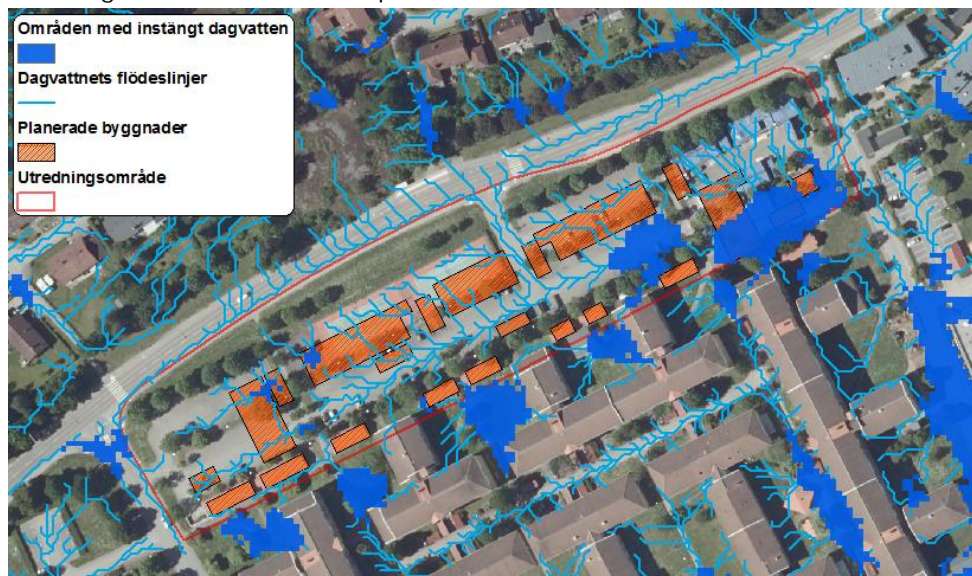 Områden med instängt dagvatten
Dagvattnets flödeslinjer
Planerade byggnader
Utredningsområde